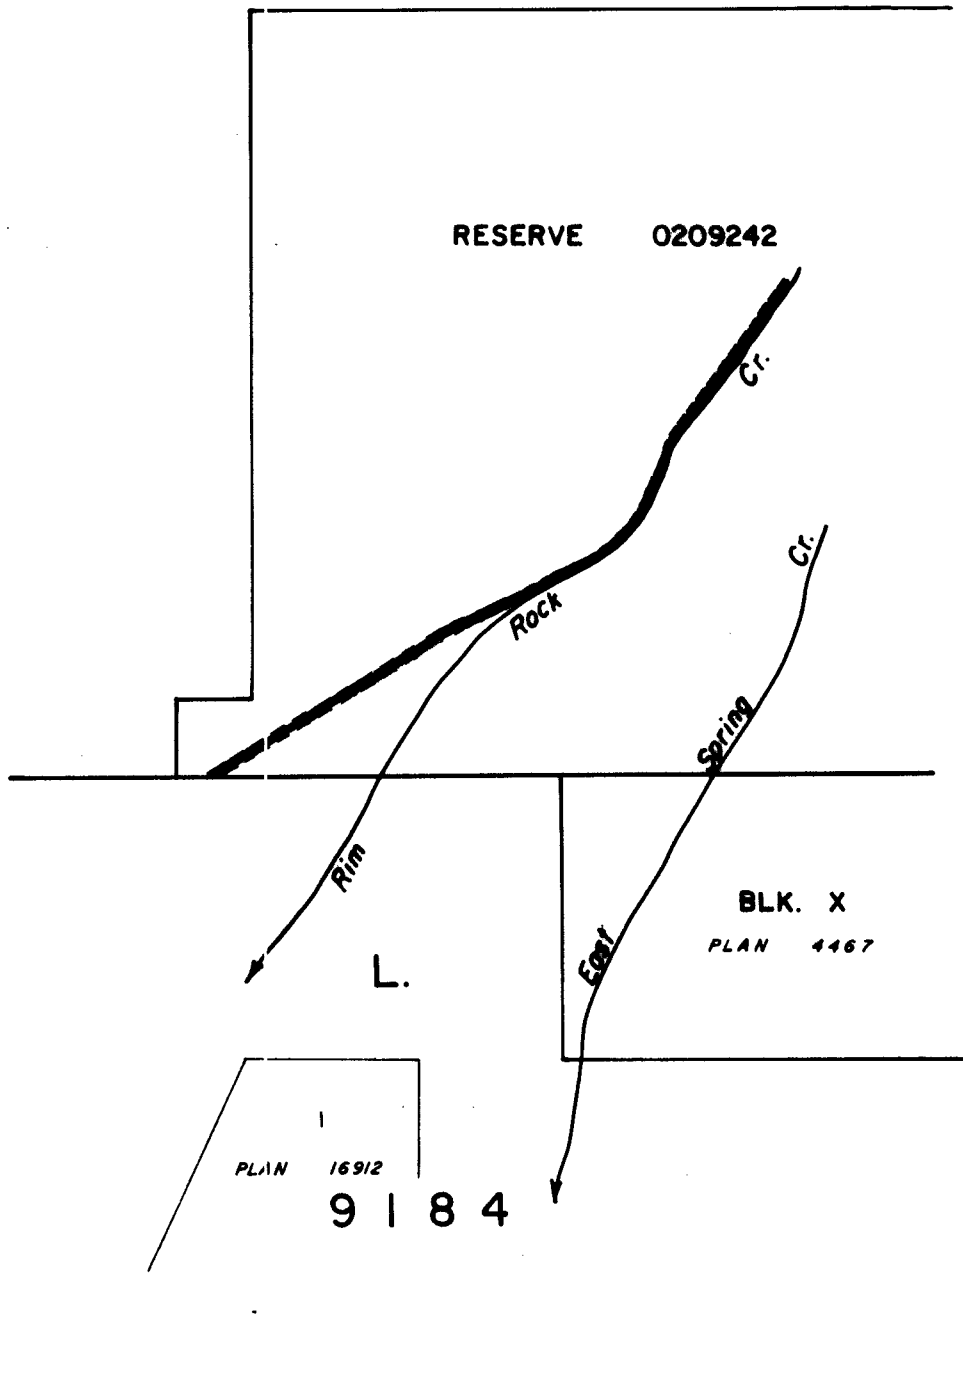 RESERVE 0209242
Cr.
Cr.
Rock
Spring
Rim
BLK. X
East
PLAN 4467
L.
1
PLAN 16912
9184